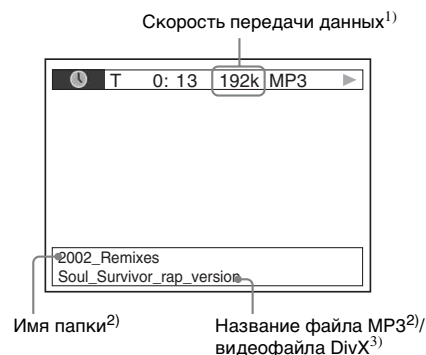 Скорость передачи данных1)
T 0: 13 192k MP3
2002_Remixes
Soul_Survivor_rap_version
Имя папки2)
Название файла MP32)/
видеофайла DivX3)